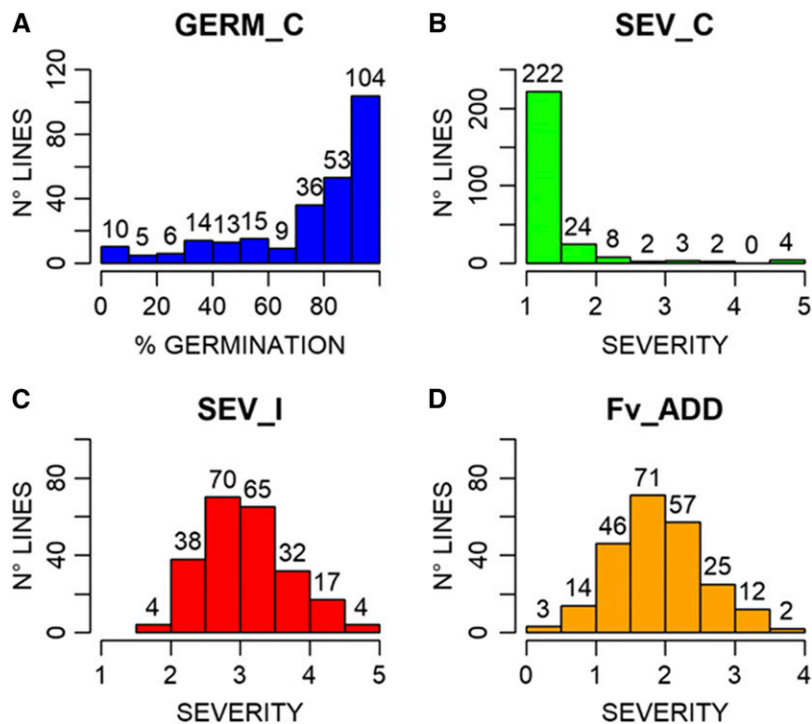 A
GERM_C
N° LINES
120
80
40
0
10 5 6 14 13 15 9 36 53 104
0 20 40 60 80
% GERMINATION
B
SEV_C
N° LINES
200
100
0
222 24 8 2 3 2 0 4
1 2 3 4 5
SEVERITY
C
SEV_I
N° LINES
80
40
0
4 38 70 65 32 17 4
1 2 3 4 5
SEVERITY
D
Fv_ADD
N° LINES
80
40
0
3 14 46 71 57 25 12 2
0 1 2 3 4
SEVERITY